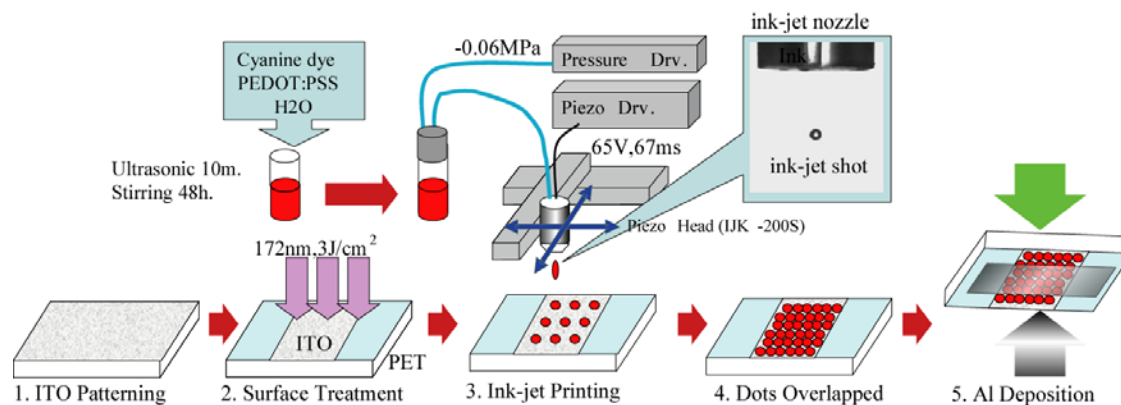 ink-jet nozzle
-0.06MPa
Pressure Drv.
Ink
Cyanine dye
PEDOT:PSS
H2O
Piezo Drv.
65V,67ms
ink-jet shot
Ultrasonic 10m.
Stirring 48h.
Piezo Head (IJK -200S)
172nm,3J/cm²
ITO
PET
1. ITO Patterning
2. Surface Treatment
3. Ink-jet Printing
4. Dots Overlapped
5. Al Deposition